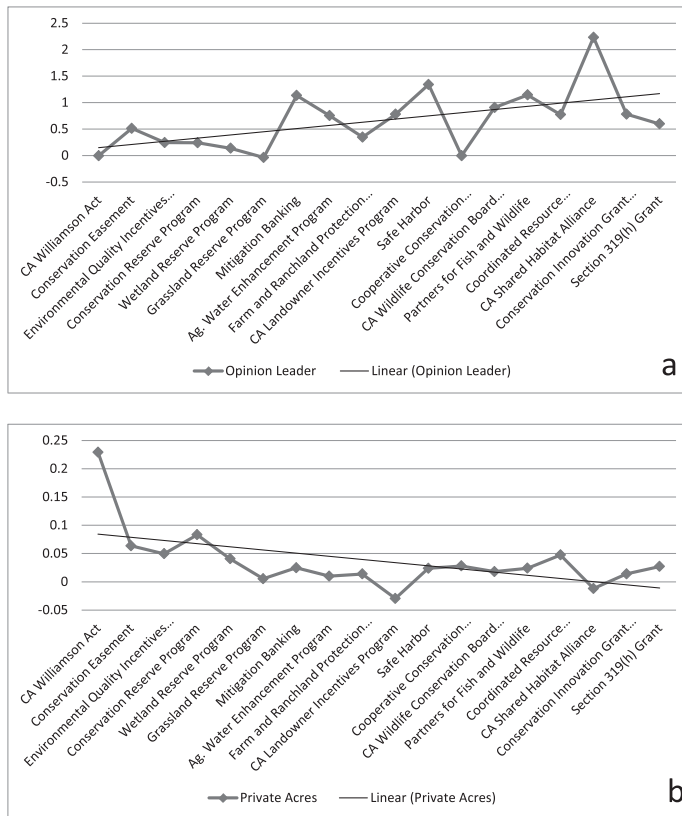 2.5
2
1.5
1
0.5
0
-0.5
CA Williamson Act
Conservation Easement
Environmental Quality Incentives...
Conservation Reserve Program
Wetland Reserve Program
Grassland Reserve Program
Mitigation Banking
Ag. Water Enhancement Program
Farm and Ranchland Protection...
CA Landowner Incentives Program
Safe Harbor
Cooperative Conservation...
CA Wildlife Conservation Board...
Partners for Fish and Wildlife
Coordinated Resource...
CA Shared Habitat Alliance
Conservation Innovation Grant...
Section 319(h) Grant
Opinion Leader
Linear (Opinion Leader)
a
0.25
0.2
0.15
0.1
0.05
0
-0.05
CA Williamson Act
Conservation Easement
Environmental Quality Incentives...
Conservation Reserve Program
Wetland Reserve Program
Grassland Reserve Program
Mitigation Banking
Ag. Water Enhancement Program
Farm and Ranchland Protection...
CA Landowner Incentives Program
Safe Harbor
Cooperative Conservation...
CA Wildlife Conservation Board...
Partners for Fish and Wildlife
Coordinated Resource...
CA Shared Habitat Alliance
Conservation Innovation Grant...
Section 319(h) Grant
Private Acres
Linear (Private Acres)
b